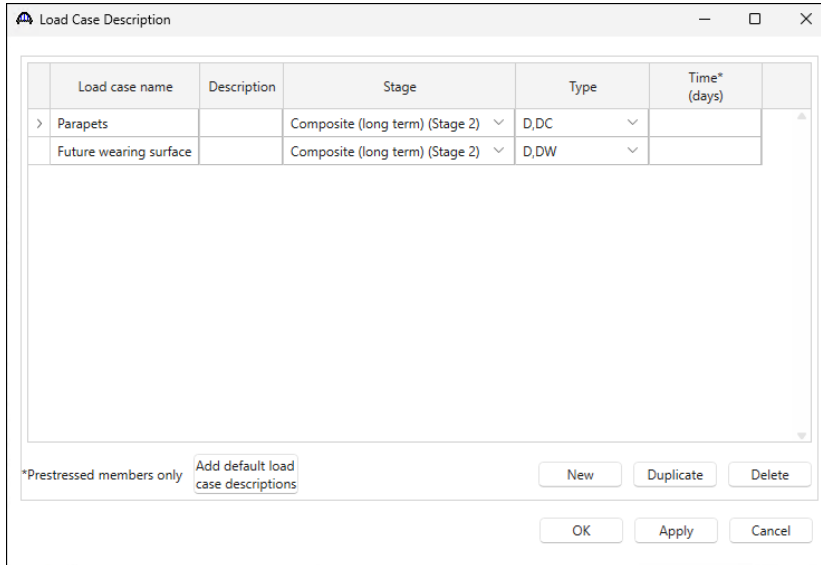 Load Case Description
Load case name Description Stage Type Time*
(days)
Parapets Composite (long term) (Stage 2) D,DC
Future wearing surface Composite (long term) (Stage 2) D,DW
*Prestressed members only Add default load
case descriptions New Duplicate Delete
OK Apply Cancel